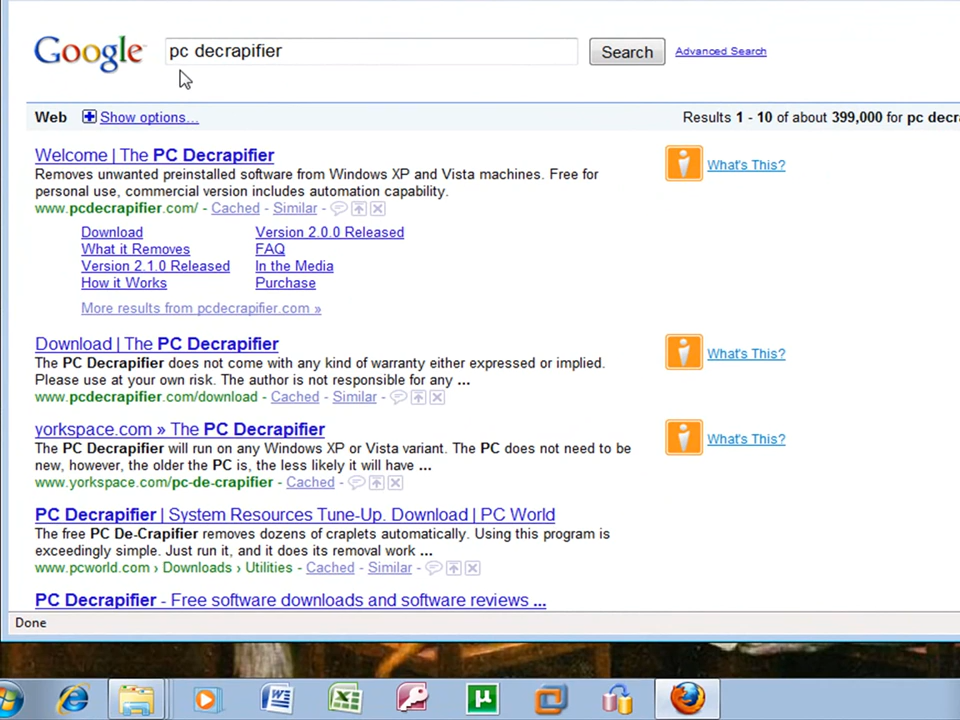 Google pc decrapifier Search Advanced Search
Web Show options... Results 1 - 10 of about 399,000 for pc decra
Welcome | The PC Decrapifier
What's This?
Removes unwanted preinstalled software from Windows XP and Vista machines. Free for
personal use, commercial version includes automation capability.
www.pcdecrapifier.com/ - Cached - Similar -
Download Version 2.0.0 Released
What it Removes FAQ
Version 2.1.0 Released In the Media
How it Works Purchase
More results from pcdecrapifier.com »
Download | The PC Decrapifier
What's This?
The PC Decrapifier does not come with any kind of warranty either expressed or implied.
Please use at your own risk. The author is not responsible for any ...
www.pcdecrapifier.com/download - Cached - Similar -
yorkspace.com » The PC Decrapifier
What's This?
The PC Decrapifier will run on any Windows XP or Vista variant. The PC does not need to be
new, however, the older the PC is, the less likely it will have ...
www.yorkspace.com/pc-de-crapifier - Cached -
PC Decrapifier | System Resources Tune-Up. Download | PC World
The free PC De-Crapifier removes dozens of craplets automatically. Using this program is
exceedingly simple. Just run it, and it does its removal work ...
www.pcworld.com › Downloads › Utilities - Cached - Similar -
PC Decrapifier - Free software downloads and software reviews ...
Done